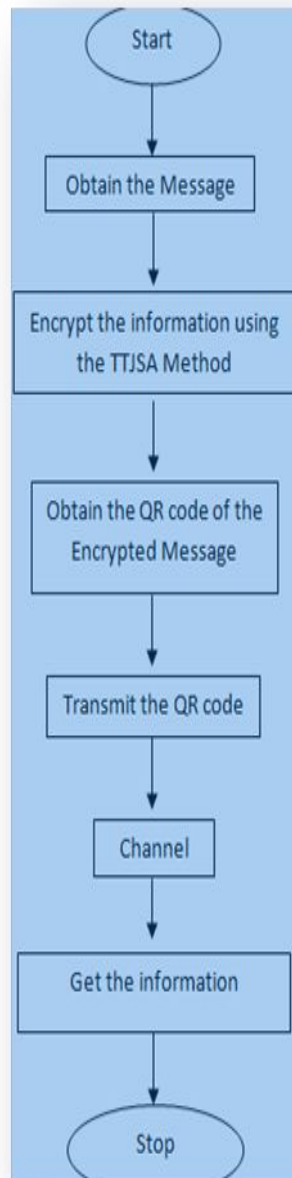 Start
Obtain the Message
Encrypt the information using
the TTJSA Method
Obtain the QR code of the
Encrypted Message
Transmit the QR code
Channel
Get the information
Stop